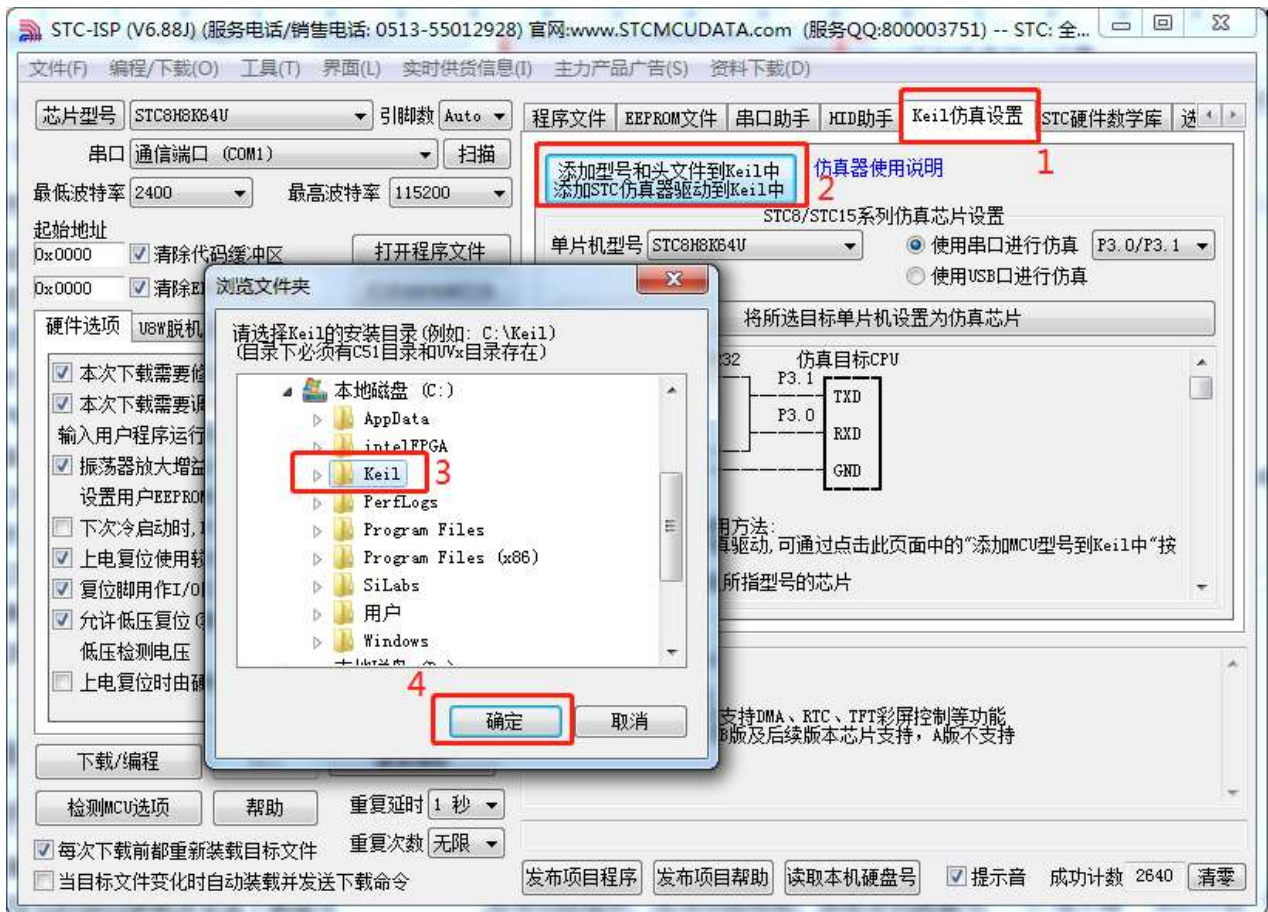 STC-ISP (V6.88J) (服务电话/销售电话: 0513-55012928) 官网:www.STCMCUDATA.com (服务QQ:800003751) -- STC: 全...
文件(F) 编程/下载(O) 工具(T) 界面(L) 实时供货信息(I) 主力产品广告(S) 资料下载(D)
芯片型号 STC8H8K64U 引脚数 Auto
串口 通信端口 (COM1) 扫描
最低波特率 2400 最高波特率 115200
起始地址
0x0000 清除代码缓冲区 打开程序文件
0x0000
硬件选项 U8W脱机
本次下载需要
本次下载需要
输入用户程序运行
振荡器放大增益
设置用户EEPROM
下次冷启动时,
上电复位使用
复位脚用作I/O
允许低压复位
低压检测电压
上电复位时由
下载/编程
检测MCU选项 帮助 重复延时 1 秒
每次下载前都重新装载目标文件 重复次数 无限
当目标文件变化时自动装载并发送下载命令
程序文件 EEPROM文件 串口助手 HID助手 Keil仿真设置 STC硬件数学库 选
1
添加型号和头文件到Keil中
添加STC仿真器驱动到Keil中
仿真器使用说明
2
STC8/STC15系列仿真芯片设置
单片机型号 STC8H8K64U 使用串口进行仿真 P3.0/P3.1
使用USB口进行仿真
将所选目标单片机设置为仿真芯片
32 仿真目标CPU
P3.1 TXD
P3.0 RXD
GND
用方法:
真驱动,可通过点击此页面中的"添加MCU型号到Keil中"按
所指型号的芯片
支持DMA、RTC、TFT彩屏控制等功能
B版及后续版本芯片支持，A版不支持
发布项目程序 发布项目帮助 读取本机硬盘号 提示音 成功计数 2640 清零
浏览文件夹
请选择Keil的安装目录(例如: C:\Keil)
(目录下必须有C51目录和UVx目录存在)
本地磁盘 (C:)
AppData
intelFPGA
Keil
3
PerfLogs
Program Files
Program Files (x86)
SiLabs
用户
Windows
4
确定 取消